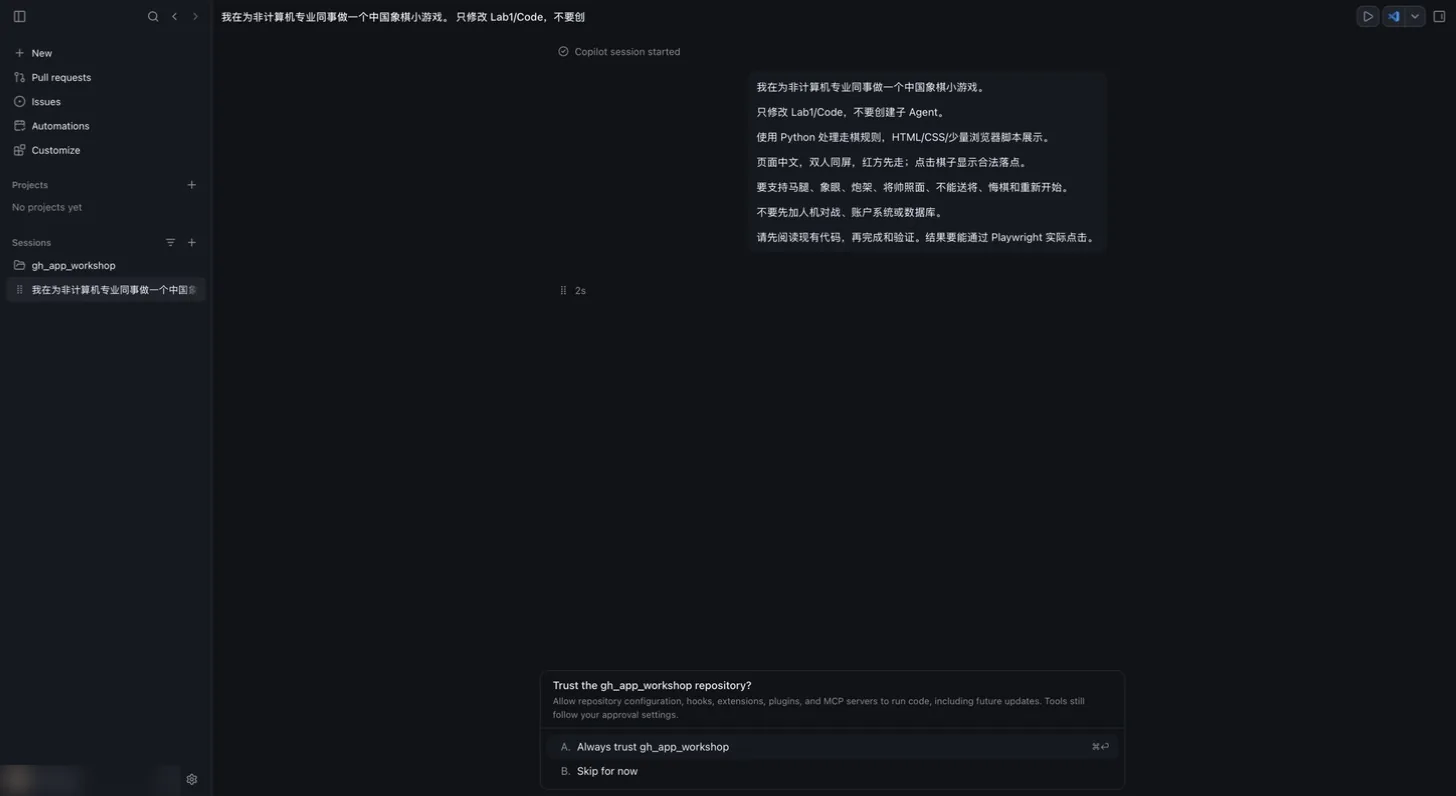 我在为非计算机专业同事做一个中国象棋小游戏。 只修改 Lab1/Code，不要创
New
Pull requests
Issues
Automations
Customize
Projects
No projects yet
Sessions
gh_app_workshop
我在为非计算机专业同事做一个中国象
Copilot session started
我在为非计算机专业同事做一个中国象棋小游戏。
只修改 Lab1/Code，不要创建子 Agent。
使用 Python 处理走棋规则，HTML/CSS/少量浏览器脚本展示。
页面中文，双人同屏，红方先走；点击棋子显示合法落点。
要支持马腿、象眼、炮架、将帅照面、不能送将、悔棋和重新开始。
不要先加人机对战、账户系统或数据库。
请先阅读现有代码，再完成和验证。结果要能通过 Playwright 实际点击。
2s
Trust the gh_app_workshop repository?
Allow repository configuration, hooks, extensions, plugins, and MCP servers to run code, including future updates. Tools still
follow your approval settings.
A. Always trust gh_app_workshop ⌘⏎
B. Skip for now